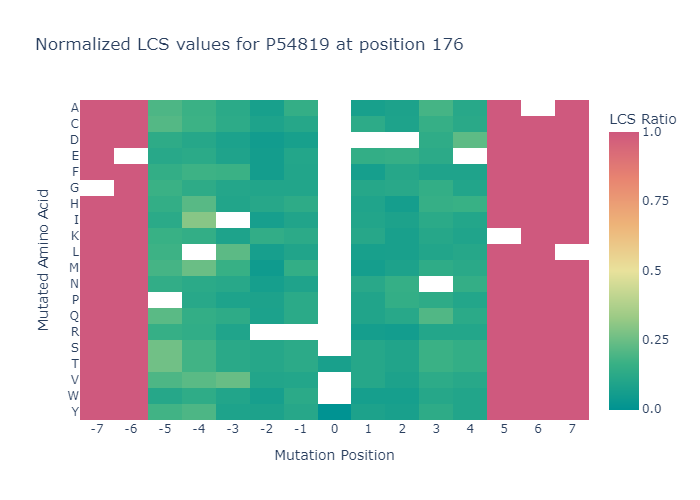 Normalized LCS values for P54819 at position 176
LCS Ratio
1.0
0.75
0.5
0.25
0.0
Mutated Amino Acid
A
C
D
E
F
G
H
I
K
L
M
N
P
Q
R
S
T
V
W
Y
-7 -6 -5 -4 -3 -2 -1 0 1 2 3 4 5 6 7
Mutation Position